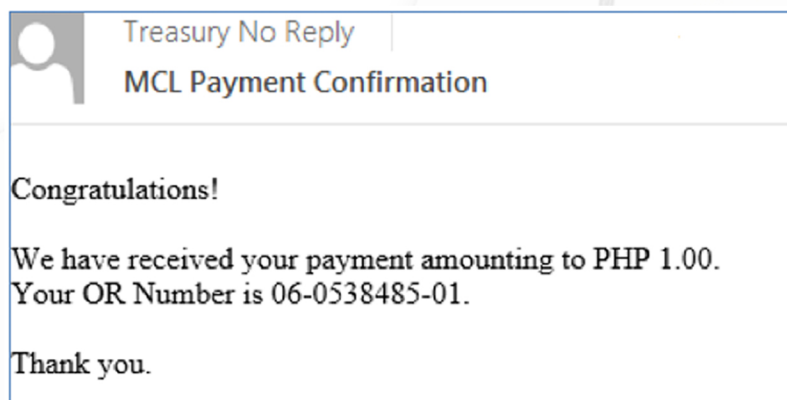 Treasury No Reply
MCL Payment Confirmation
Congratulations!
We have received your payment amounting to PHP 1.00.
Your OR Number is 06-0538485-01.
Thank you.